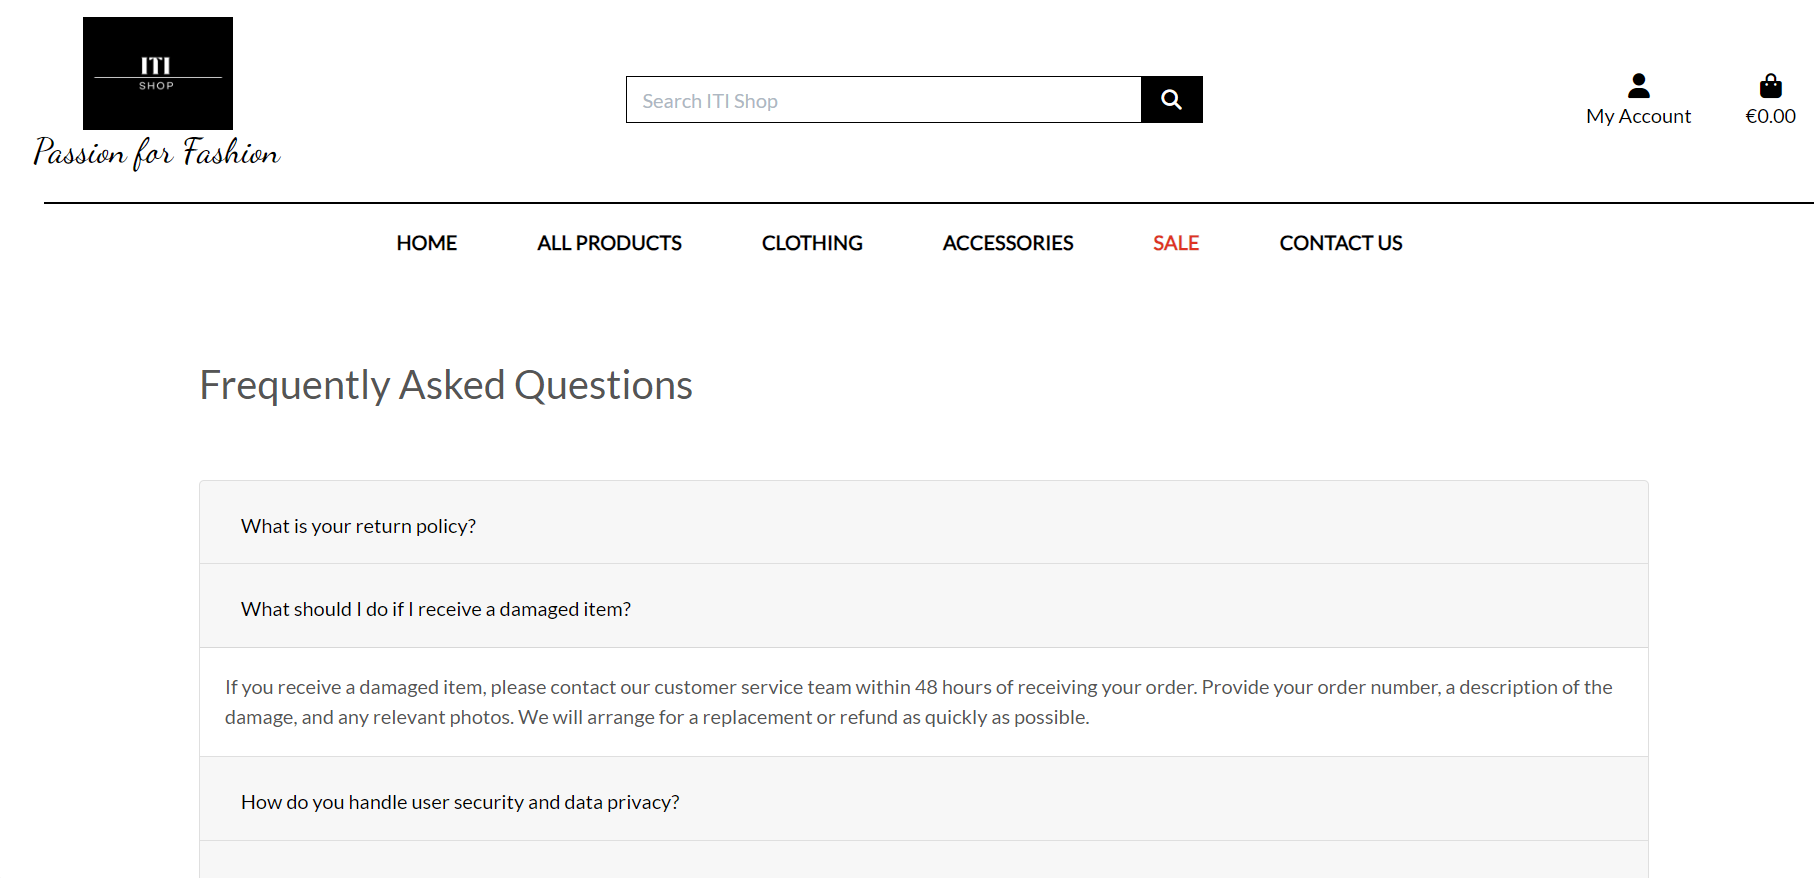 ITI
SHOP
Passion for Fashion
Search ITI Shop
My Account
€0.00
HOME
ALL PRODUCTS
CLOTHING
ACCESSORIES
SALE
CONTACT US
Frequently Asked Questions
What is your return policy?
What should I do if I receive a damaged item?
If you receive a damaged item, please contact our customer service team within 48 hours of receiving your order. Provide your order number, a description of the
damage, and any relevant photos. We will arrange for a replacement or refund as quickly as possible.
How do you handle user security and data privacy?